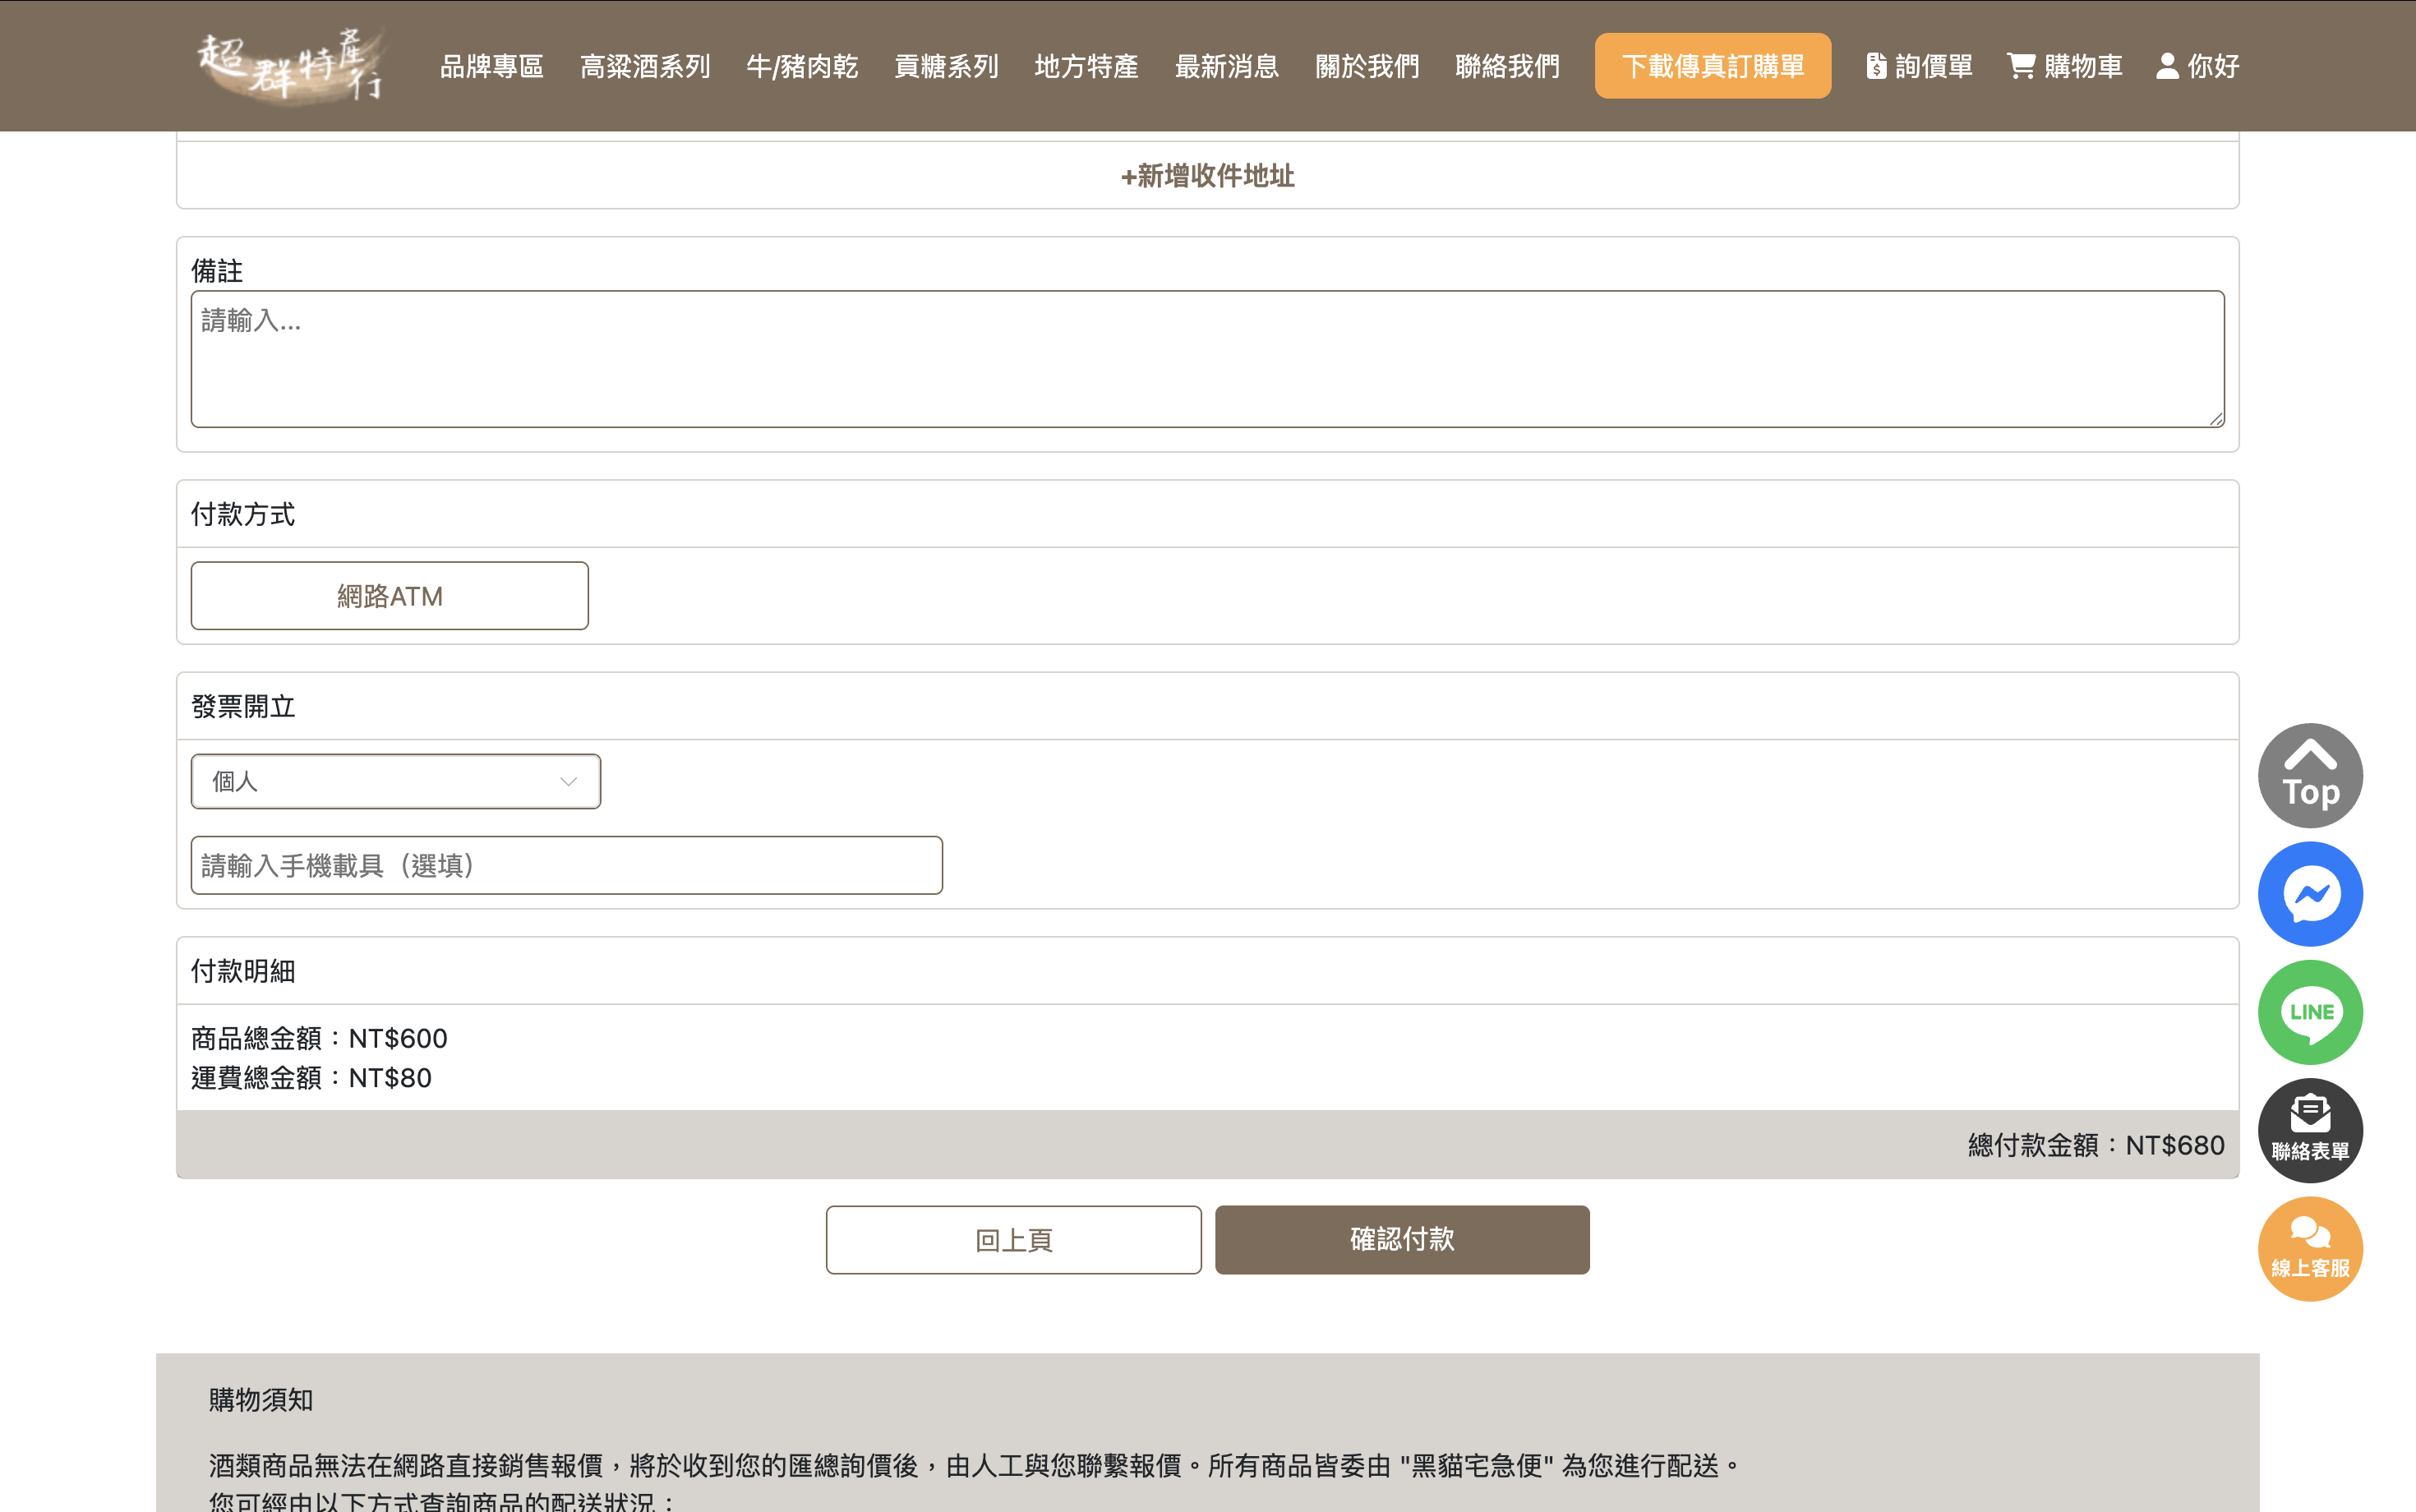 超群特產行
品牌專區
高粱酒系列
牛/豬肉乾
貢糖系列
地方特產
最新消息
關於我們
聯絡我們
下載傳真訂購單
詢價單
購物車
你好
+新增收件地址
備註
請輸入...
付款方式
網路ATM
發票開立
個人
請輸入手機載具（選填）
付款明細
商品總金額：NT$600
運費總金額：NT$80
總付款金額：NT$680
回上頁
確認付款
Top
LINE
聯絡表單
線上客服
購物須知
酒類商品無法在網路直接銷售報價，將於收到您的匯總詢價後，由人工與您聯繫報價。所有商品皆委由 "黑貓宅急便" 為您進行配送。
您可經由以下方式查詢商品的配送狀況：